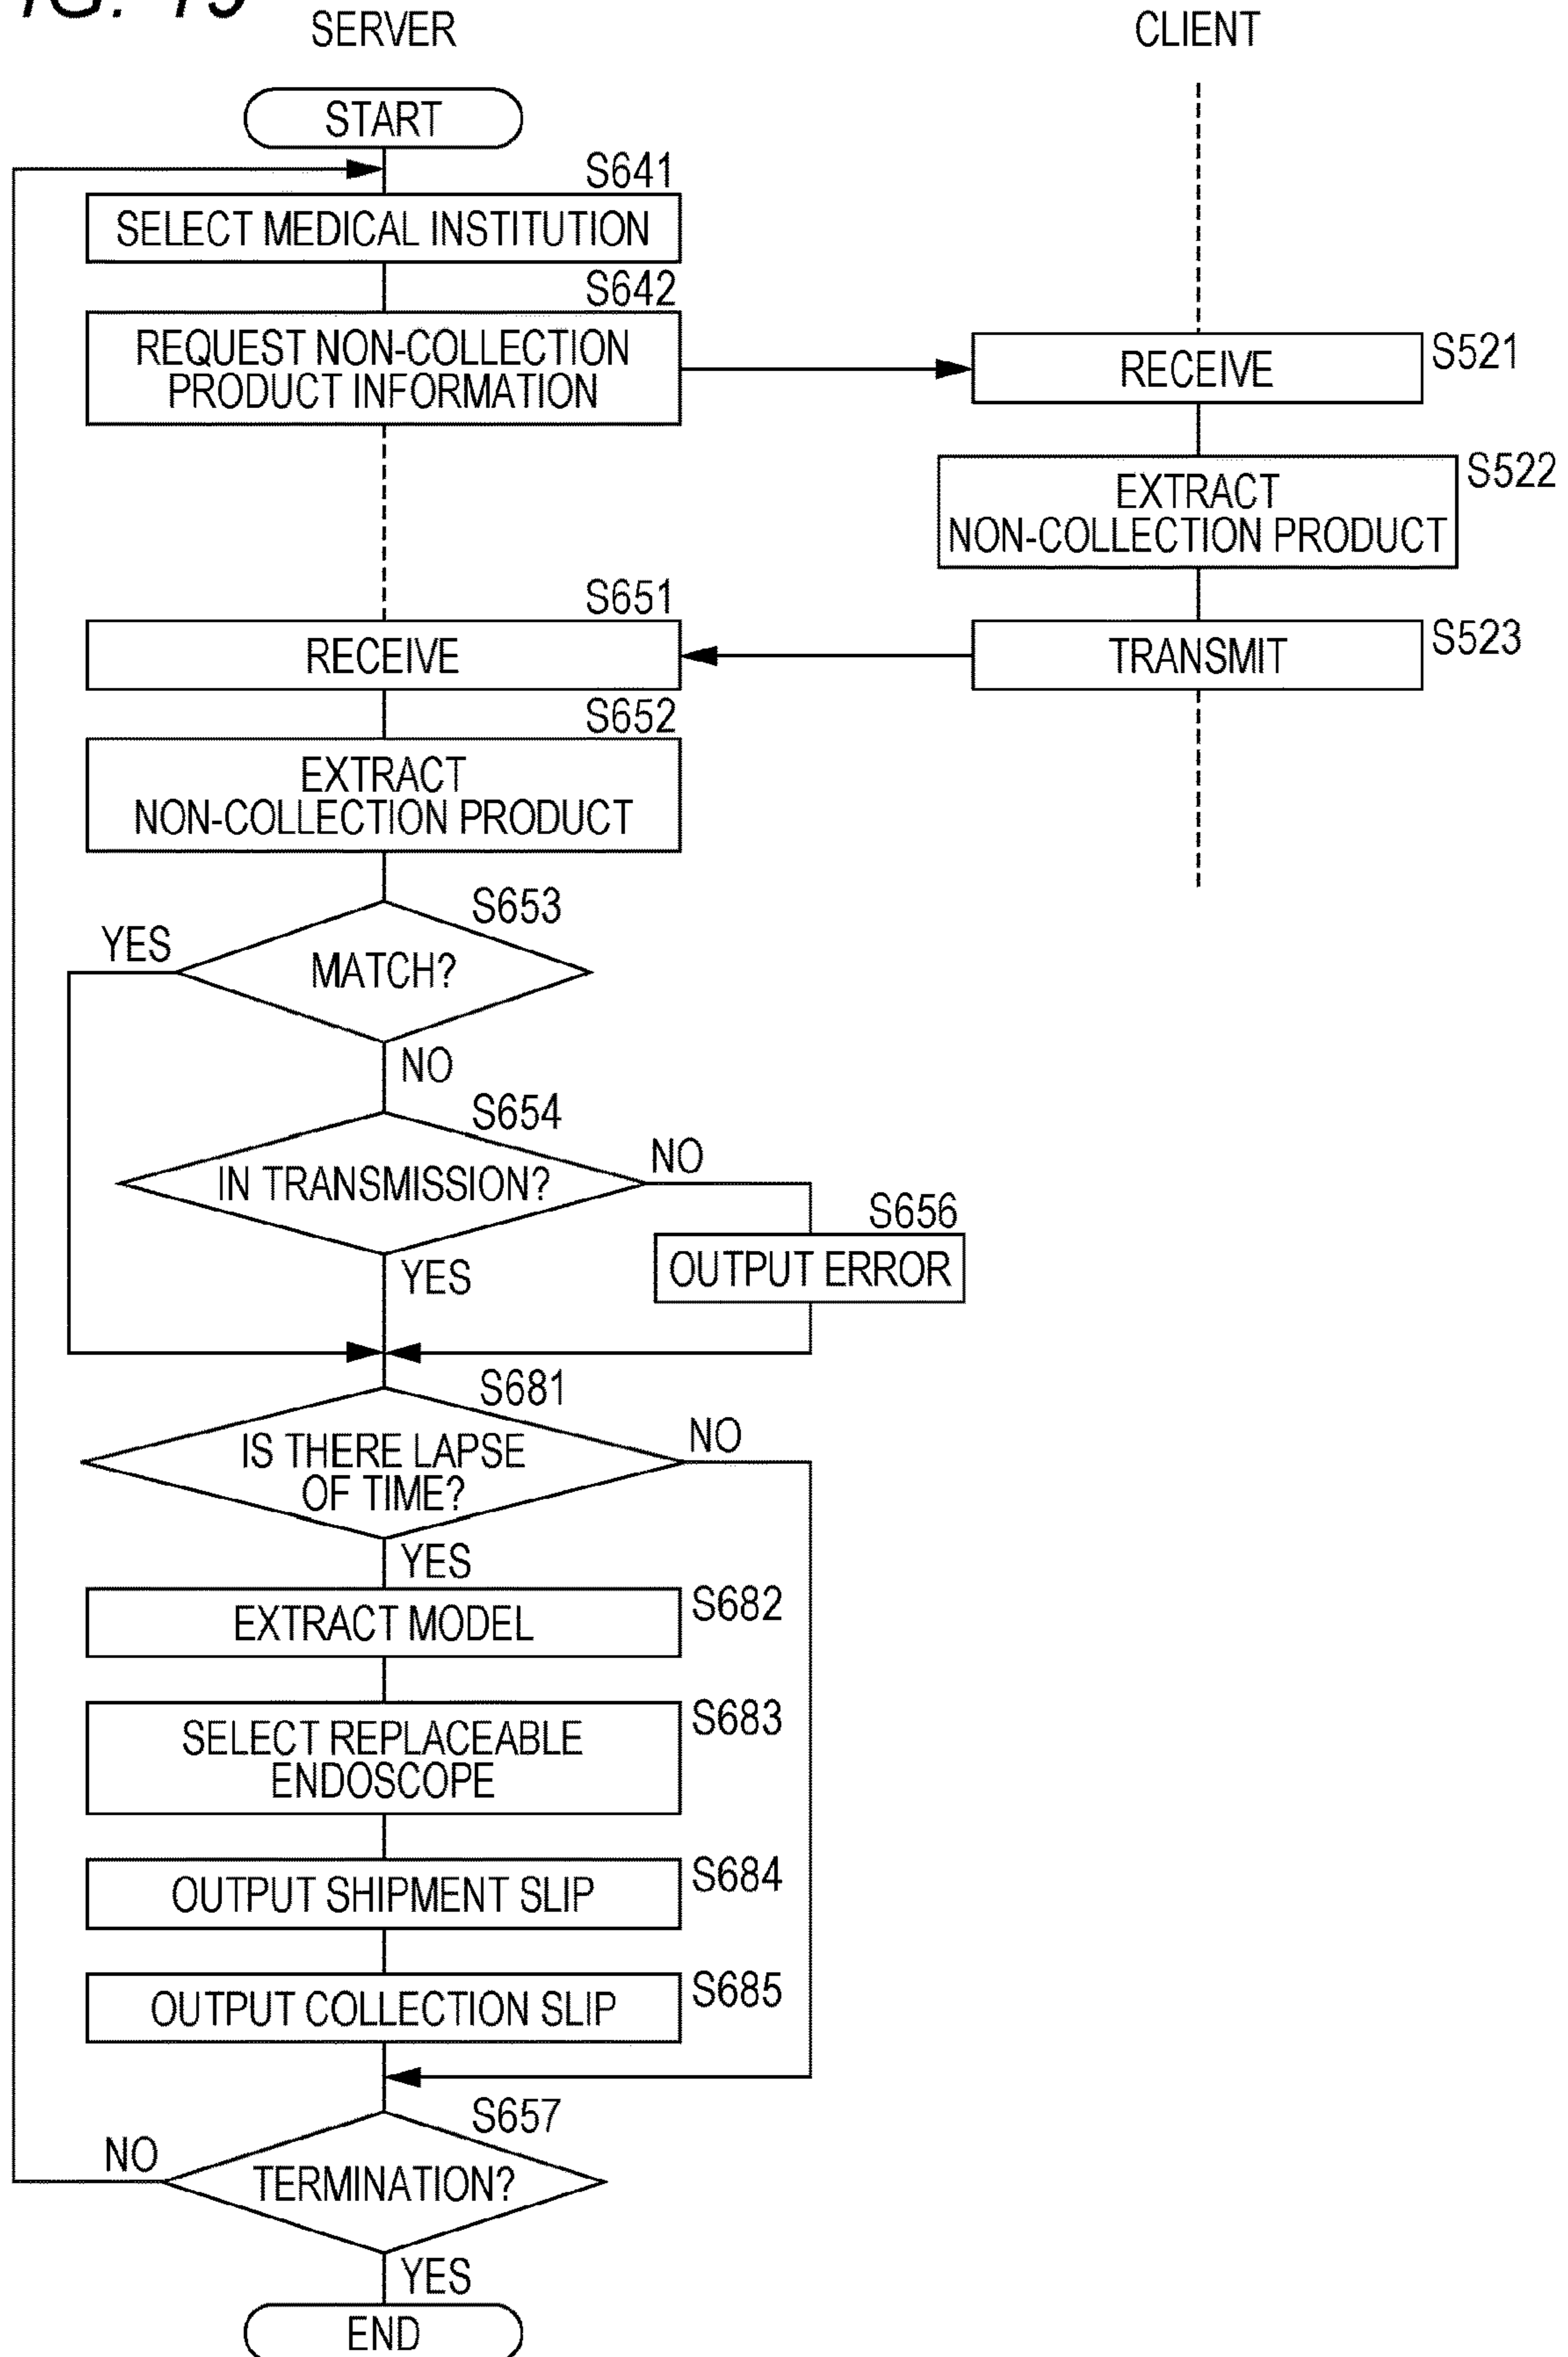 SERVER
CLIENT
START
S641
SELECT MEDICAL INSTITUTION
S642
REQUEST NON-COLLECTION
PRODUCT INFORMATION
RECEIVE
S521
EXTRACT
NON-COLLECTION PRODUCT
S522
S651
RECEIVE
TRANSMIT
S523
S652
EXTRACT
NON-COLLECTION PRODUCT
S653
YES
MATCH?
NO
S654
IN TRANSMISSION?
NO
S656
OUTPUT ERROR
YES
S681
IS THERE LAPSE
OF TIME?
NO
YES
EXTRACT MODEL
S682
SELECT REPLACEABLE
ENDOSCOPE
S683
OUTPUT SHIPMENT SLIP
S684
OUTPUT COLLECTION SLIP
S685
S657
NO
TERMINATION?
YES
END